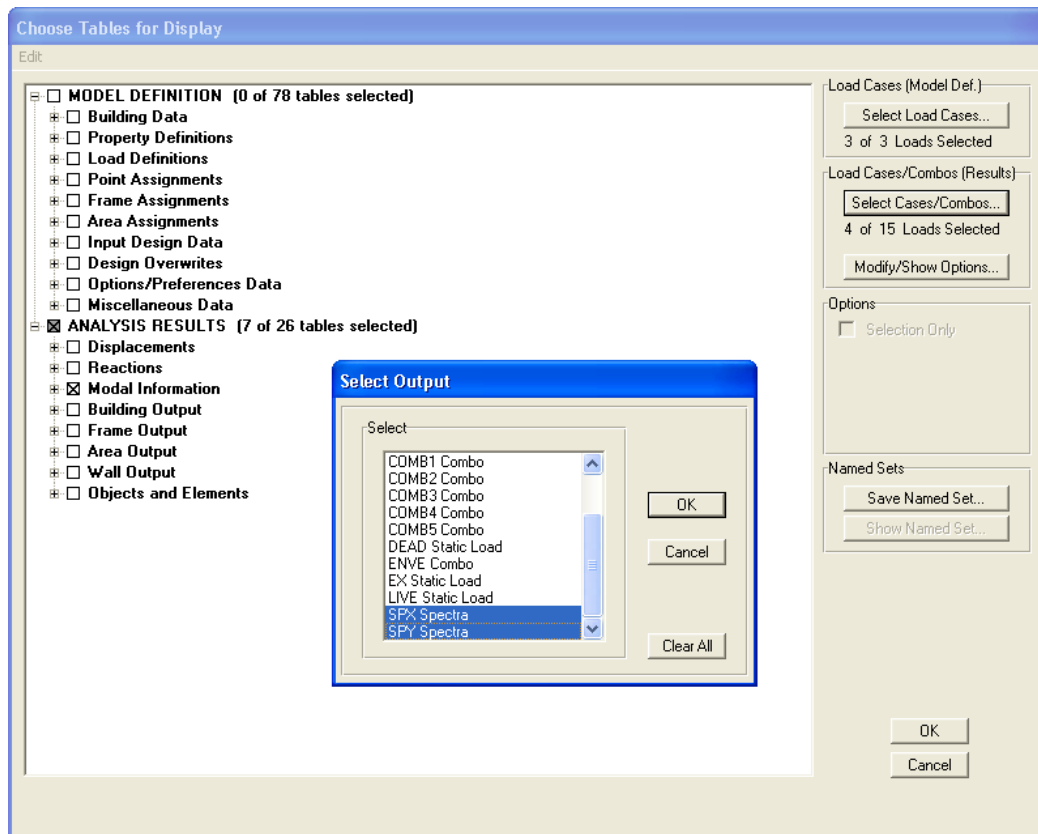 Choose Tables for Display
Edit
MODEL DEFINITION (0 of 78 tables selected)
Building Data
Property Definitions
Load Definitions
Point Assignments
Frame Assignments
Area Assignments
Input Design Data
Design Overwrites
Options/Preferences Data
Miscellaneous Data
ANALYSIS RESULTS (7 of 26 tables selected)
Displacements
Reactions
Modal Information
Building Output
Frame Output
Area Output
Wall Output
Objects and Elements
Select Output
Select
COMB1 Combo
COMB2 Combo
COMB3 Combo
COMB4 Combo
COMB5 Combo
DEAD Static Load
ENVE Combo
EX Static Load
LIVE Static Load
SPX Spectra
SPY Spectra
OK
Cancel
Clear All
Load Cases (Model Def.)
Select Load Cases...
3 of 3 Loads Selected
Load Cases/Combos (Results)
Select Cases/Combos...
4 of 15 Loads Selected
Modify/Show Options...
Options
Selection Only
Named Sets
Save Named Set...
Show Named Set...
OK
Cancel